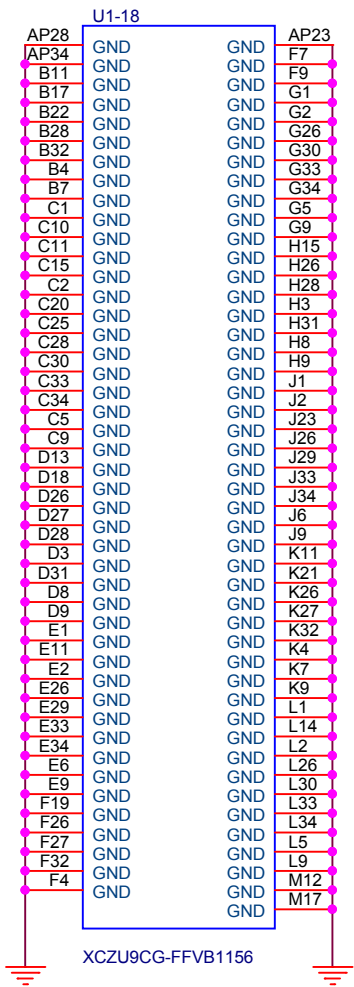 U1-18
AP28 GND GND AP23
AP34 GND GND F7
B11 GND GND F9
B17 GND GND G1
B22 GND GND G2
B28 GND GND G26
B32 GND GND G30
B4 GND GND G33
B7 GND GND G34
C1 GND GND G5
C10 GND GND G9
C11 GND GND H15
C15 GND GND H26
C2 GND GND H28
C20 GND GND H3
C25 GND GND H31
C28 GND GND H8
C30 GND GND H9
C33 GND GND J1
C34 GND GND J2
C5 GND GND J23
C9 GND GND J26
D13 GND GND J29
D18 GND GND J33
D26 GND GND J34
D27 GND GND J6
D28 GND GND J9
D3 GND GND K11
D31 GND GND K21
D8 GND GND K26
D9 GND GND K27
E1 GND GND K32
E11 GND GND K4
E2 GND GND K7
E26 GND GND K9
E29 GND GND L1
E33 GND GND L14
E34 GND GND L2
E6 GND GND L26
E9 GND GND L30
F19 GND GND L33
F26 GND GND L34
F27 GND GND L5
F32 GND GND L9
F4 GND GND M12
GND M17
XCZU9CG-FFVB1156